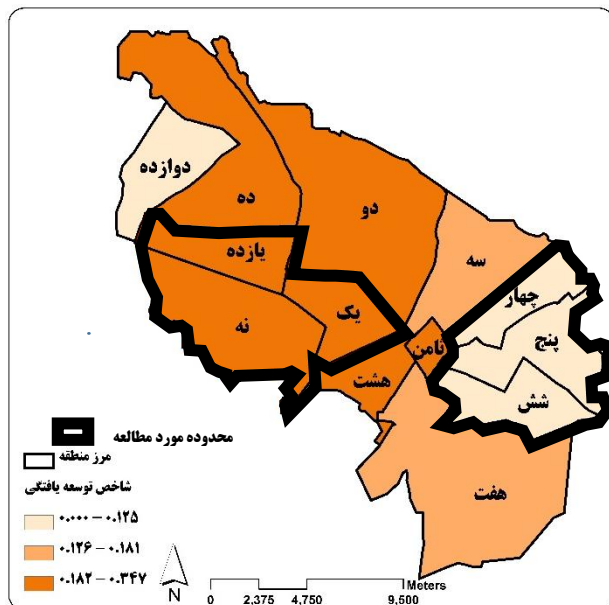 دوازده
ده
دو
یازده
سه
نه
یک
چهار
ثامن
پنج
هشت
شش
هفت
محدوده مورد مطالعه
مرز منطقه
شاخص توسعه یافتگی
۰.۰۰۰ – ۰.۱۲۵
۰.۱۲۶ – ۰.۱۸۱
۰.۱۸۲ – ۰.۳۴۷
N
Meters
0 2,375 4,750 9,500